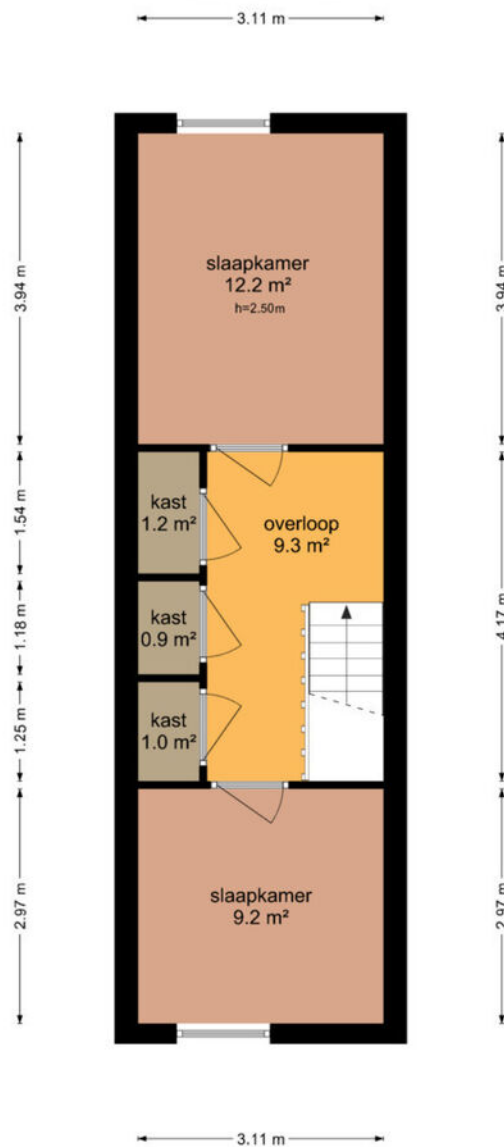 3.11 m
slaapkamer
12.2 m²
h=2.50m
3.94 m
3.94 m
kast
1.2 m²
overloop
9.3 m²
1.54 m
kast
0.9 m²
1.18 m
4.17 m
kast
1.0 m²
1.25 m
slaapkamer
9.2 m²
2.97 m
2.97 m
3.11 m